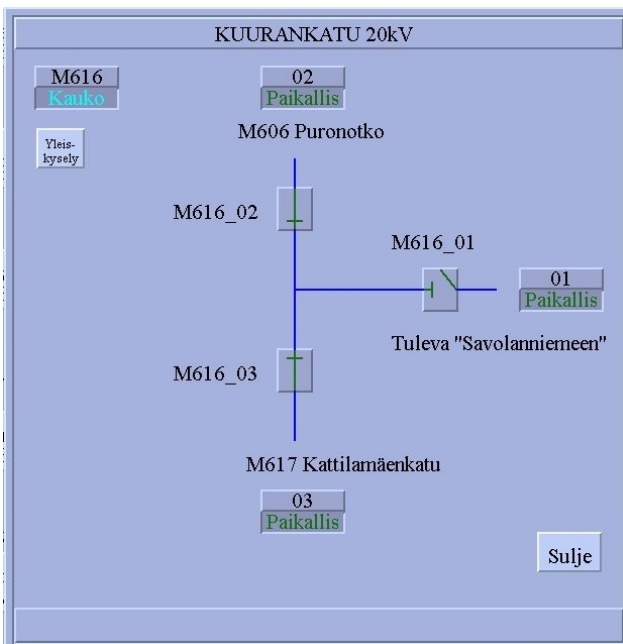 KUURANKATU 20kV
M616
Kauko
02
Paikallis
Yleis-
kysely
M606 Puronotko
M616_02
M616_01
01
Paikallis
Tuleva "Savolanniemeen"
M616_03
M617 Kattilamäenkatu
03
Paikallis
Sulje